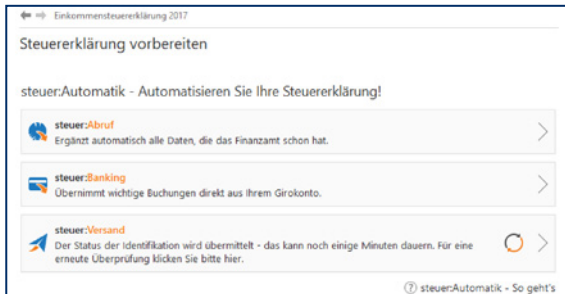 Einkommensteuererklärung 2017
Steuererklärung vorbereiten
steuer:Automatik - Automatisieren Sie Ihre Steuererklärung!
steuer:Abruf
Ergänzt automatisch alle Daten, die das Finanzamt schon hat.
steuer:Banking
Übernimmt wichtige Buchungen direkt aus Ihrem Girokonto.
steuer:Versand
Der Status der Identifikation wird übermittelt - das kann noch einige Minuten dauern. Für eine
erneute Überprüfung klicken Sie bitte hier.
? steuer:Automatik - So geht's